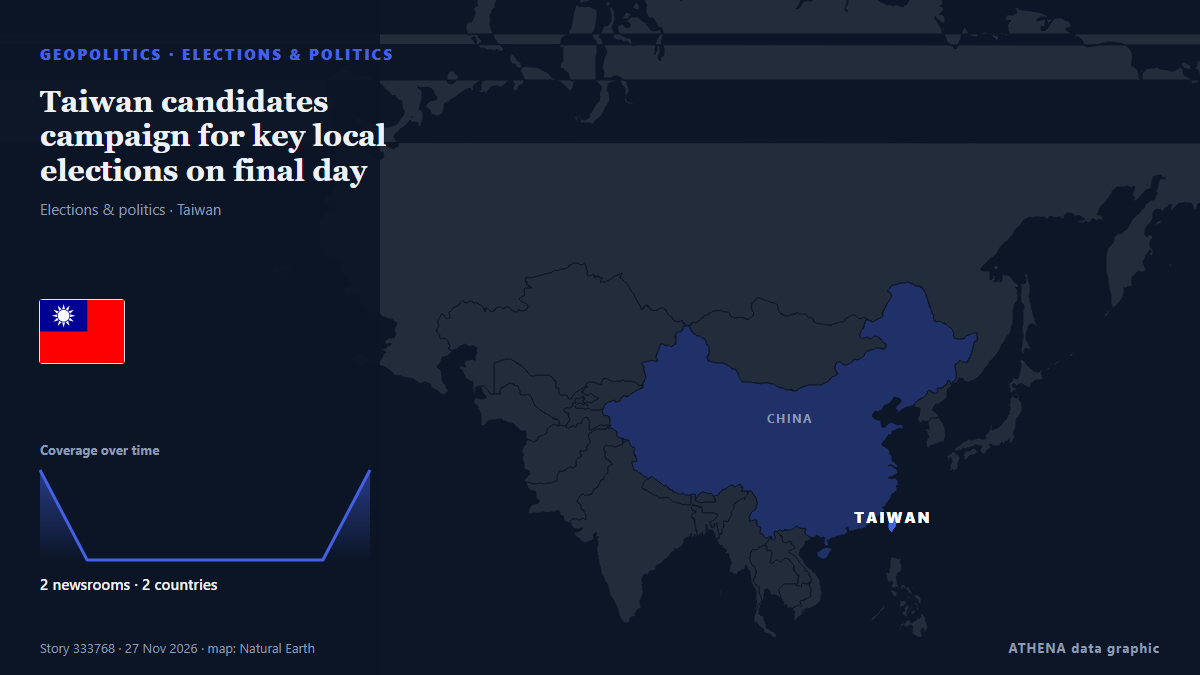 GEOPOLITICS · ELECTIONS & POLITICS
Taiwan candidates
campaign for key local
elections on final day
Elections & politics · Taiwan
CHINA
TAIWAN
Coverage over time
2 newsrooms · 2 countries
Story 333768 · 27 Nov 2026 · map: Natural Earth
ATHENA data graphic